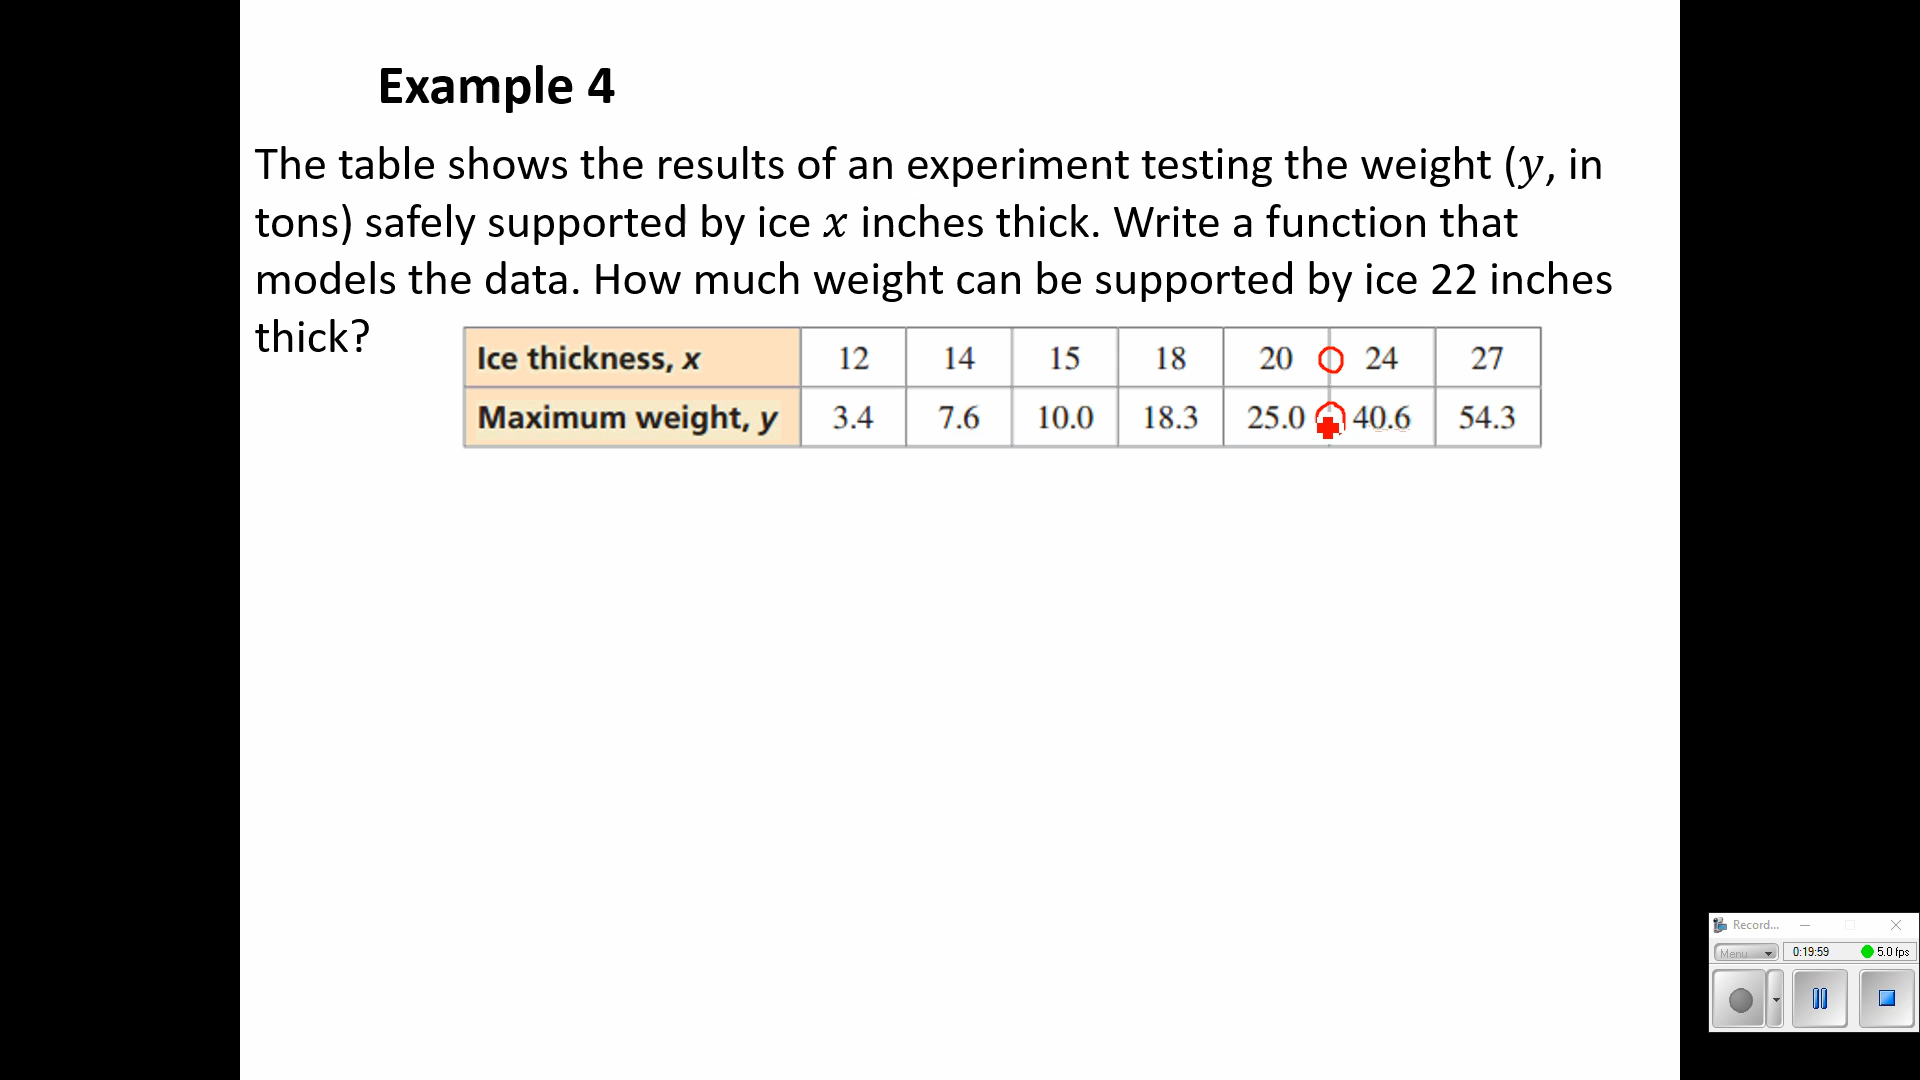 Example 4
The table shows the results of an experiment testing the weight (y, in
tons) safely supported by ice x inches thick. Write a function that
models the data. How much weight can be supported by ice 22 inches
thick?
Ice thickness, x 12 14 15 18 20 24 27
Maximum weight, y 3.4 7.6 10.0 18.3 25.0 40.6 54.3
Record...
Menu 0:19:59 5.0 fps